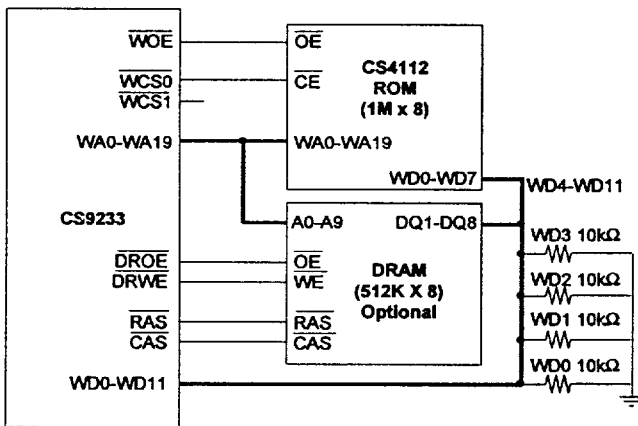 WOE
OE
CS4112
ROM
(1M x 8)
WCS0
CE
WCS1
WA0-WA19
WA0-WA19
WD0-WD7
WD4-WD11
CS9233
A0-A9
DQ1-DQ8
WD3 10kΩ
DROE
OE
DRAM
(512K X 8)
Optional
DRWE
WE
WD2 10kΩ
RAS
RAS
WD1 10kΩ
CAS
CAS
WD0 10kΩ
WD0-WD11